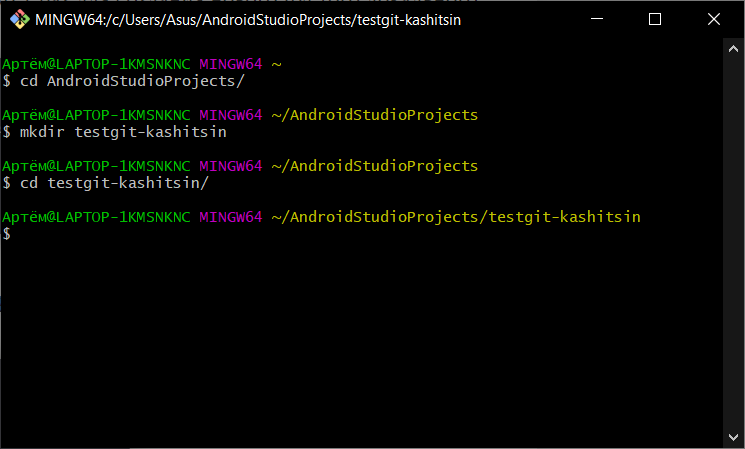 MINGW64:/c/Users/Asus/AndroidStudioProjects/testgit-kashitsin
Артём@LAPTOP-1KMSNKNC MINGW64 ~
$ cd AndroidStudioProjects/
Артём@LAPTOP-1KMSNKNC MINGW64 ~/AndroidStudioProjects
$ mkdir testgit-kashitsin
Артём@LAPTOP-1KMSNKNC MINGW64 ~/AndroidStudioProjects
$ cd testgit-kashitsin/
Артём@LAPTOP-1KMSNKNC MINGW64 ~/AndroidStudioProjects/testgit-kashitsin
$